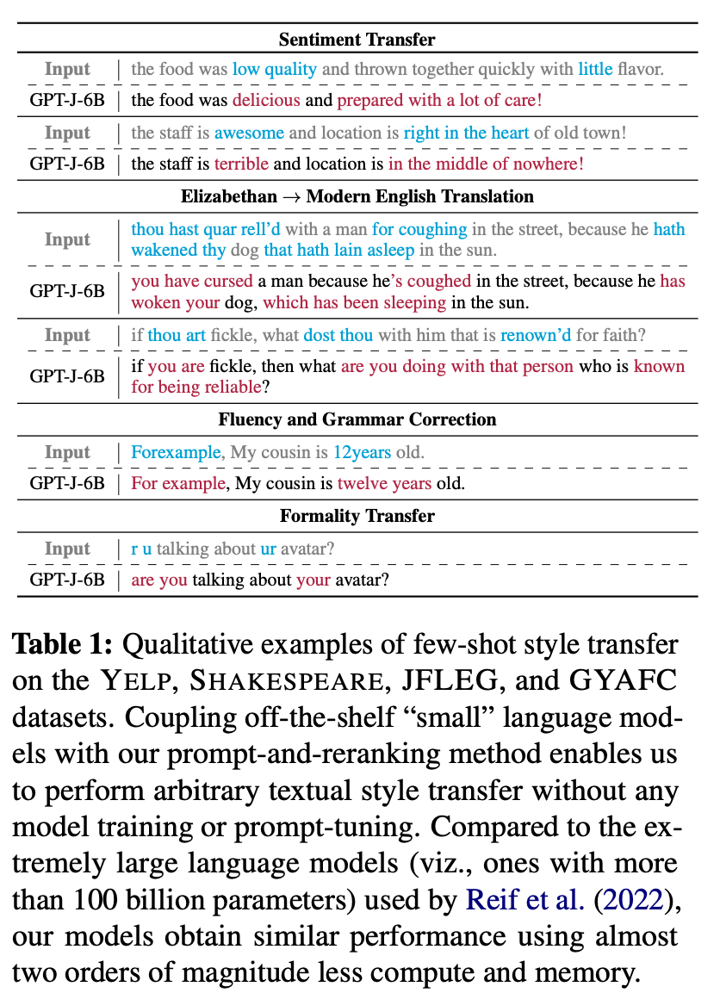 Sentiment Transfer
Input | the food was low quality and thrown together quickly with little flavor.
GPT-J-6B | the food was delicious and prepared with a lot of care!
Input | the staff is awesome and location is right in the heart of old town!
GPT-J-6B | the staff is terrible and location is in the middle of nowhere!
Elizabethan → Modern English Translation
Input | thou hast quar rell’d with a man for coughing in the street, because he hath
wakened thy dog that hath lain asleep in the sun.
GPT-J-6B | you have cursed a man because he’s coughed in the street, because he has
woken your dog, which has been sleeping in the sun.
Input | if thou art fickle, what dost thou with him that is renown’d for faith?
GPT-J-6B | if you are fickle, then what are you doing with that person who is known
for being reliable?
Fluency and Grammar Correction
Input | Forexample, My cousin is 12years old.
GPT-J-6B | For example, My cousin is twelve years old.
Formality Transfer
Input | r u talking about ur avatar?
GPT-J-6B | are you talking about your avatar?
Table 1: Qualitative examples of few-shot style transfer
on the YELP, SHAKESPEARE, JFLEG, and GYAFC
datasets. Coupling off-the-shelf “small” language mod-
els with our prompt-and-reranking method enables us
to perform arbitrary textual style transfer without any
model training or prompt-tuning. Compared to the ex-
tremely large language models (viz., ones with more
than 100 billion parameters) used by Reif et al. (2022),
our models obtain similar performance using almost
two orders of magnitude less compute and memory.